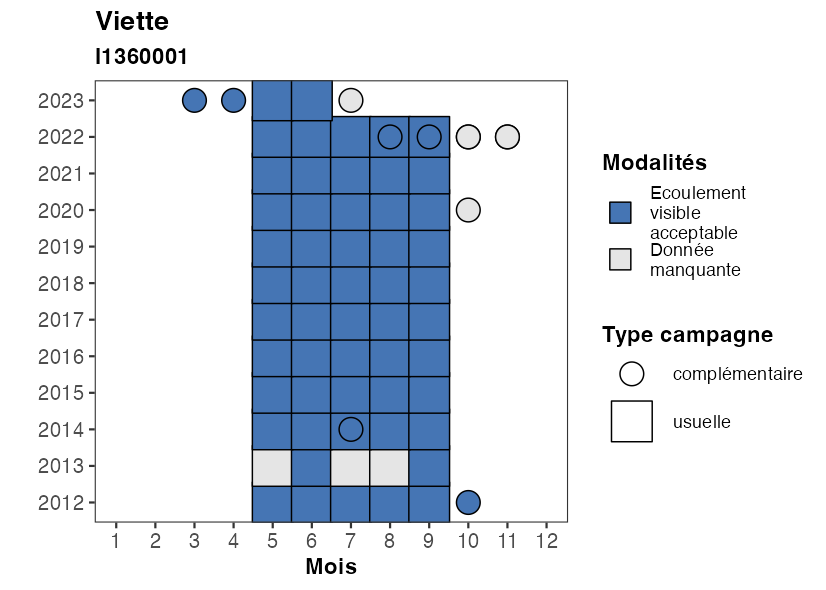 Viette
I1360001
2023
2022
2021
2020
2019
2018
2017
2016
2015
2014
2013
2012
1 2 3 4 5 6 7 8 9 10 11 12
Mois
Modalités
Ecoulement
visible
acceptable
Donnée
manquante
Type campagne
complémentaire
usuelle